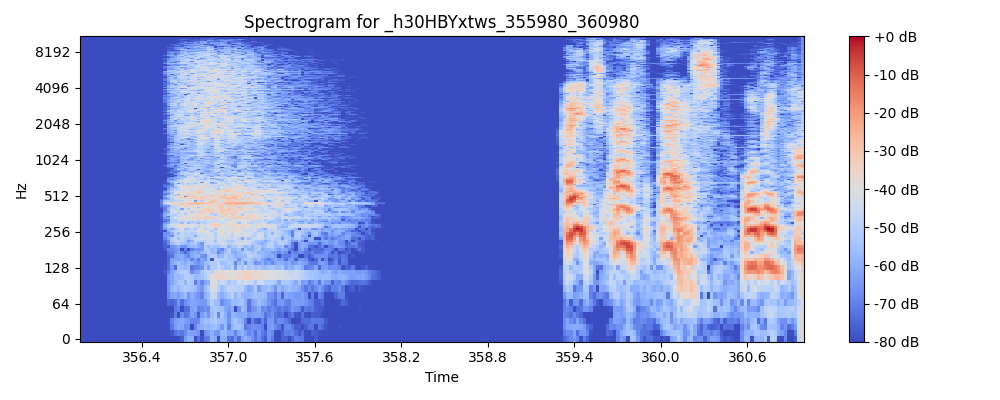 Spectrogram for _h30HBYxtws_355980_360980
Hz
8192
4096
2048
1024
512
256
128
64
0
356.4 357.0 357.6 358.2 358.8 359.4 360.0 360.6
Time
+0 dB
-10 dB
-20 dB
-30 dB
-40 dB
-50 dB
-60 dB
-70 dB
-80 dB